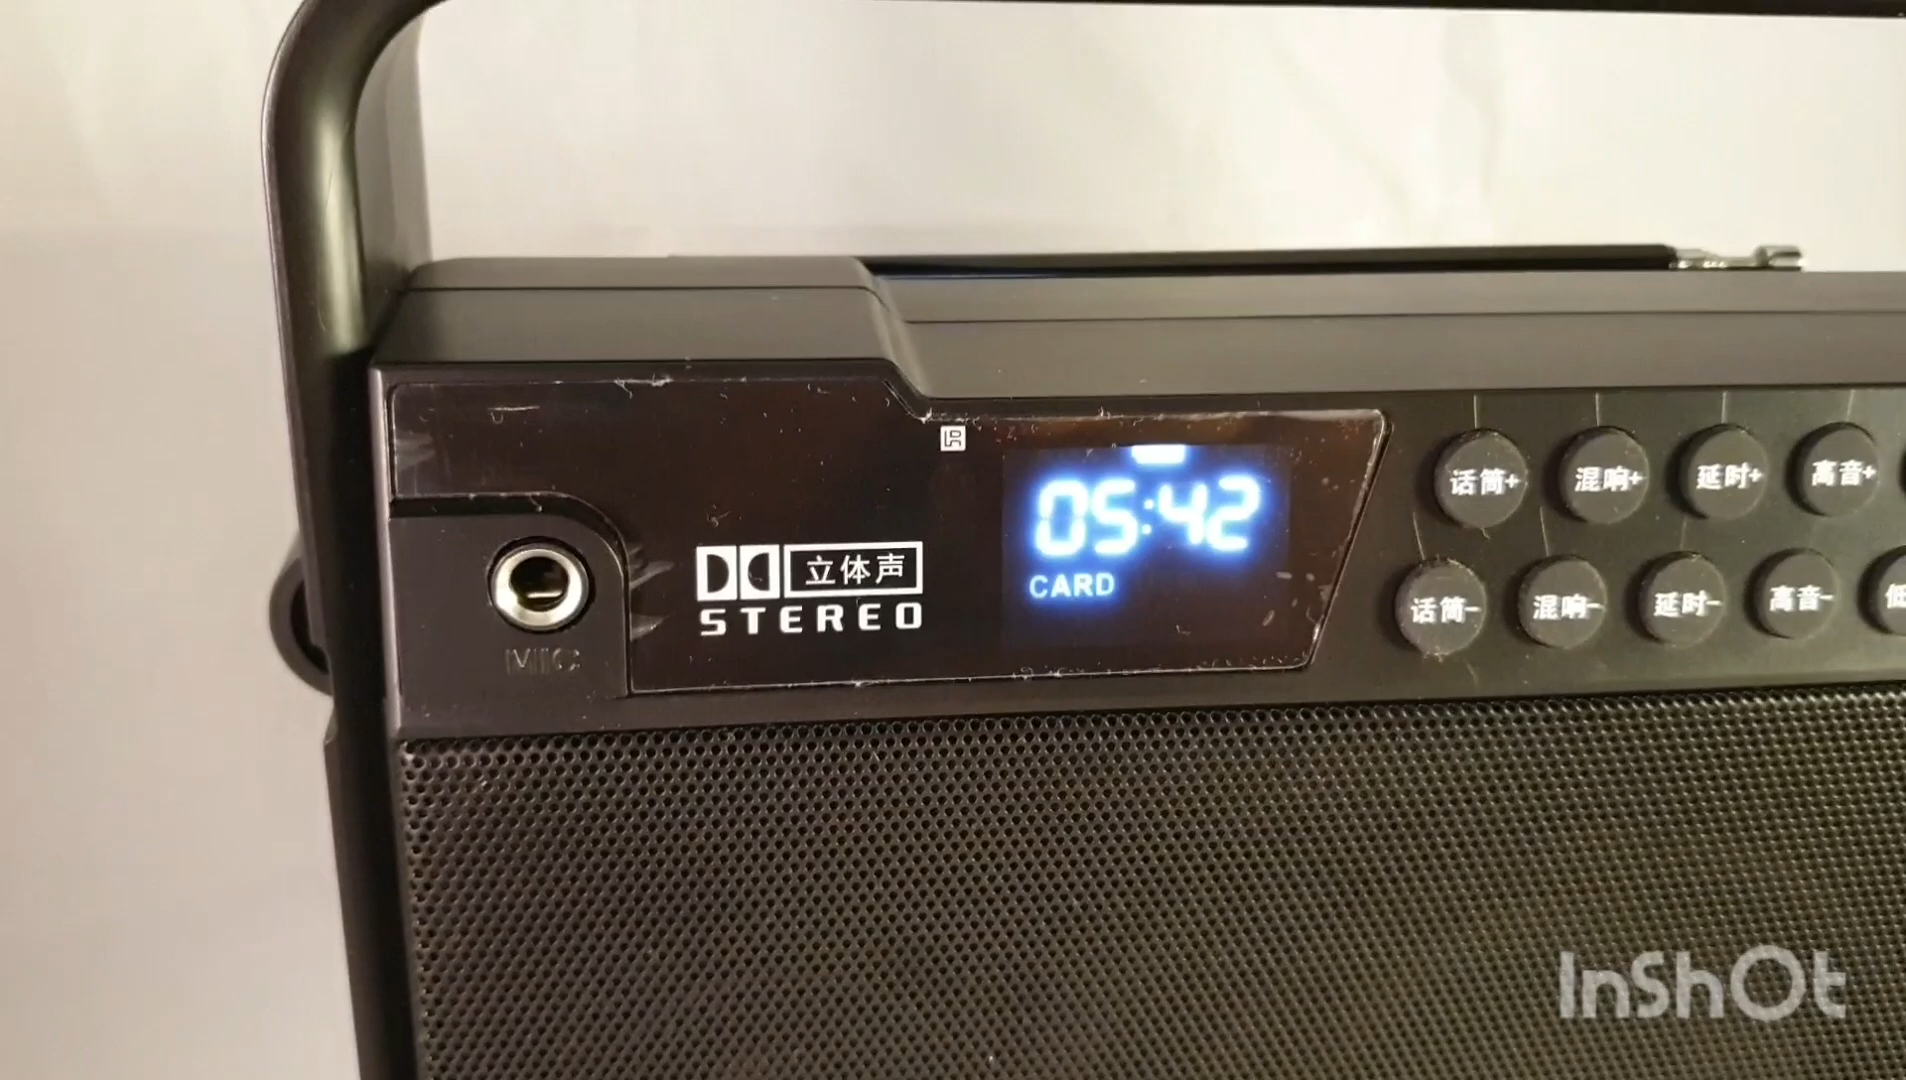 05:42
CARD
立体声
STEREO
MIC
话筒+ 混响+ 延时+ 高音+
话筒- 混响- 延时- 高音- 低
InShOt